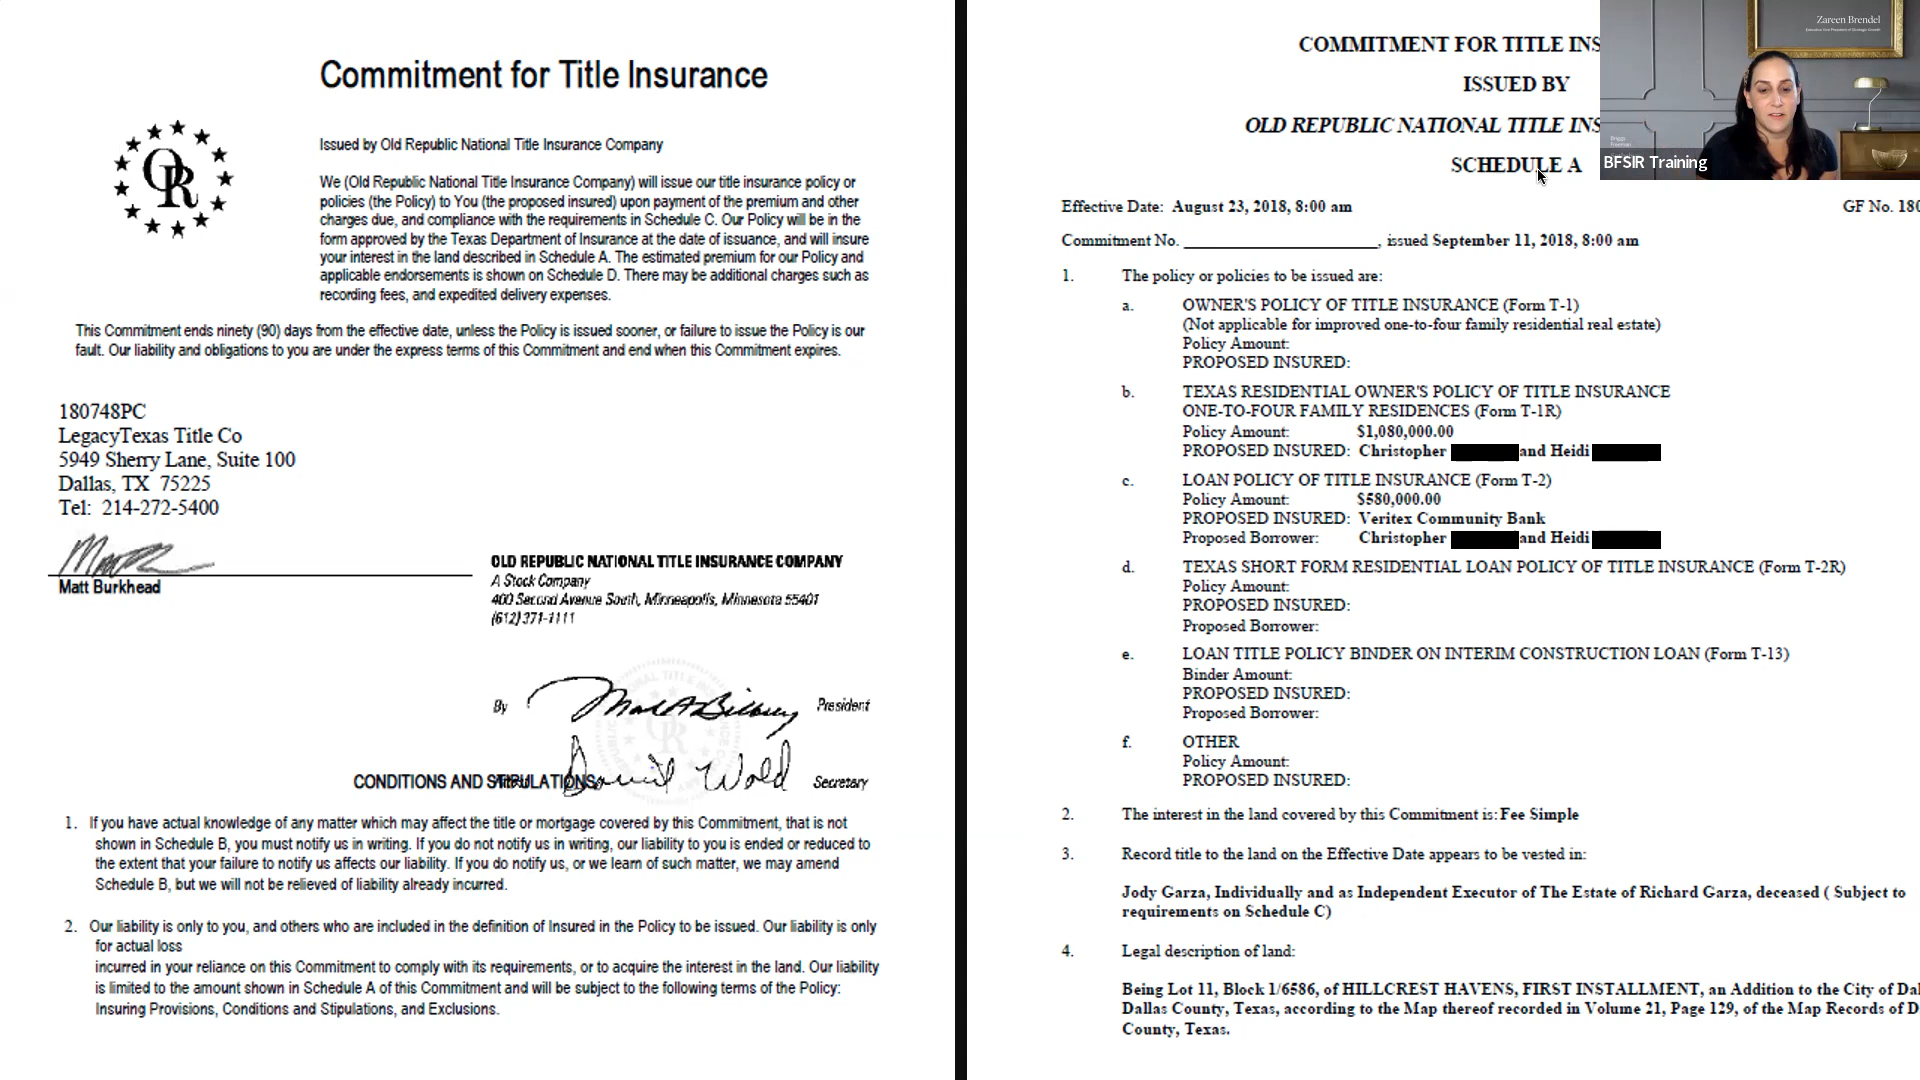 Commitment for Title Insurance
OR
Issued by Old Republic National Title Insurance Company
We (Old Republic National Title Insurance Company) will issue our title insurance policy or
policies (the Policy) to You (the proposed insured) upon payment of the premium and other
charges due, and compliance with the requirements in Schedule C. Our Policy will be in the
form approved by the Texas Department of Insurance at the date of issuance, and will insure
your interest in the land described in Schedule A. The estimated premium for our Policy and
applicable endorsements is shown on Schedule D. There may be additional charges such as
recording fees, and expedited delivery expenses.
This Commitment ends ninety (90) days from the effective date, unless the Policy is issued sooner, or failure to issue the Policy is our
fault. Our liability and obligations to you are under the express terms of this Commitment and end when this Commitment expires.
180748PC
LegacyTexas Title Co
5949 Sherry Lane, Suite 100
Dallas, TX 75225
Tel: 214-272-5400
Matt Burkhead
OLD REPUBLIC NATIONAL TITLE INSURANCE COMPANY
A Stock Company
400 Second Avenue South, Minneapolis, Minnesota 55401
(612) 371-1111
By President
CONDITIONS AND STIPULATIONS
David Wold Secretary
1. If you have actual knowledge of any matter which may affect the title or mortgage covered by this Commitment, that is not
shown in Schedule B, you must notify us in writing. If you do not notify us in writing, our liability to you is ended or reduced to
the extent that your failure to notify us affects our liability. If you do notify us, or we learn of such matter, we may amend
Schedule B, but we will not be relieved of liability already incurred.
2. Our liability is only to you, and others who are included in the definition of Insured in the Policy to be issued. Our liability is only
for actual loss
incurred in your reliance on this Commitment to comply with its requirements, or to acquire the interest in the land. Our liability
is limited to the amount shown in Schedule A of this Commitment and will be subject to the following terms of the Policy:
Insuring Provisions, Conditions and Stipulations, and Exclusions.
COMMITMENT FOR TITLE INS
ISSUED BY
OLD REPUBLIC NATIONAL TITLE INS
SCHEDULE A
Effective Date: August 23, 2018, 8:00 am GF No. 180
Commitment No. ____________________, issued September 11, 2018, 8:00 am
1. The policy or policies to be issued are:
a. OWNER'S POLICY OF TITLE INSURANCE (Form T-1)
(Not applicable for improved one-to-four family residential real estate)
Policy Amount:
PROPOSED INSURED:
b. TEXAS RESIDENTIAL OWNER'S POLICY OF TITLE INSURANCE
ONE-TO-FOUR FAMILY RESIDENCES (Form T-1R)
Policy Amount: $1,080,000.00
PROPOSED INSURED: Christopher and Heidi
c. LOAN POLICY OF TITLE INSURANCE (Form T-2)
Policy Amount: $580,000.00
PROPOSED INSURED: Veritex Community Bank
Proposed Borrower: Christopher and Heidi
d. TEXAS SHORT FORM RESIDENTIAL LOAN POLICY OF TITLE INSURANCE (Form T-2R)
Policy Amount:
PROPOSED INSURED:
Proposed Borrower:
e. LOAN TITLE POLICY BINDER ON INTERIM CONSTRUCTION LOAN (Form T-13)
Binder Amount:
PROPOSED INSURED:
Proposed Borrower:
f. OTHER
Policy Amount:
PROPOSED INSURED:
2. The interest in the land covered by this Commitment is: Fee Simple
3. Record title to the land on the Effective Date appears to be vested in:
Jody Garza, Individually and as Independent Executor of The Estate of Richard Garza, deceased ( Subject to
requirements on Schedule C)
4. Legal description of land:
Being Lot 11, Block 1/6586, of HILLCREST HAVENS, FIRST INSTALLMENT, an Addition to the City of Dal
Dallas County, Texas, according to the Map thereof recorded in Volume 21, Page 129, of the Map Records of D
County, Texas.
Zareen Brendel
BFSIR Training